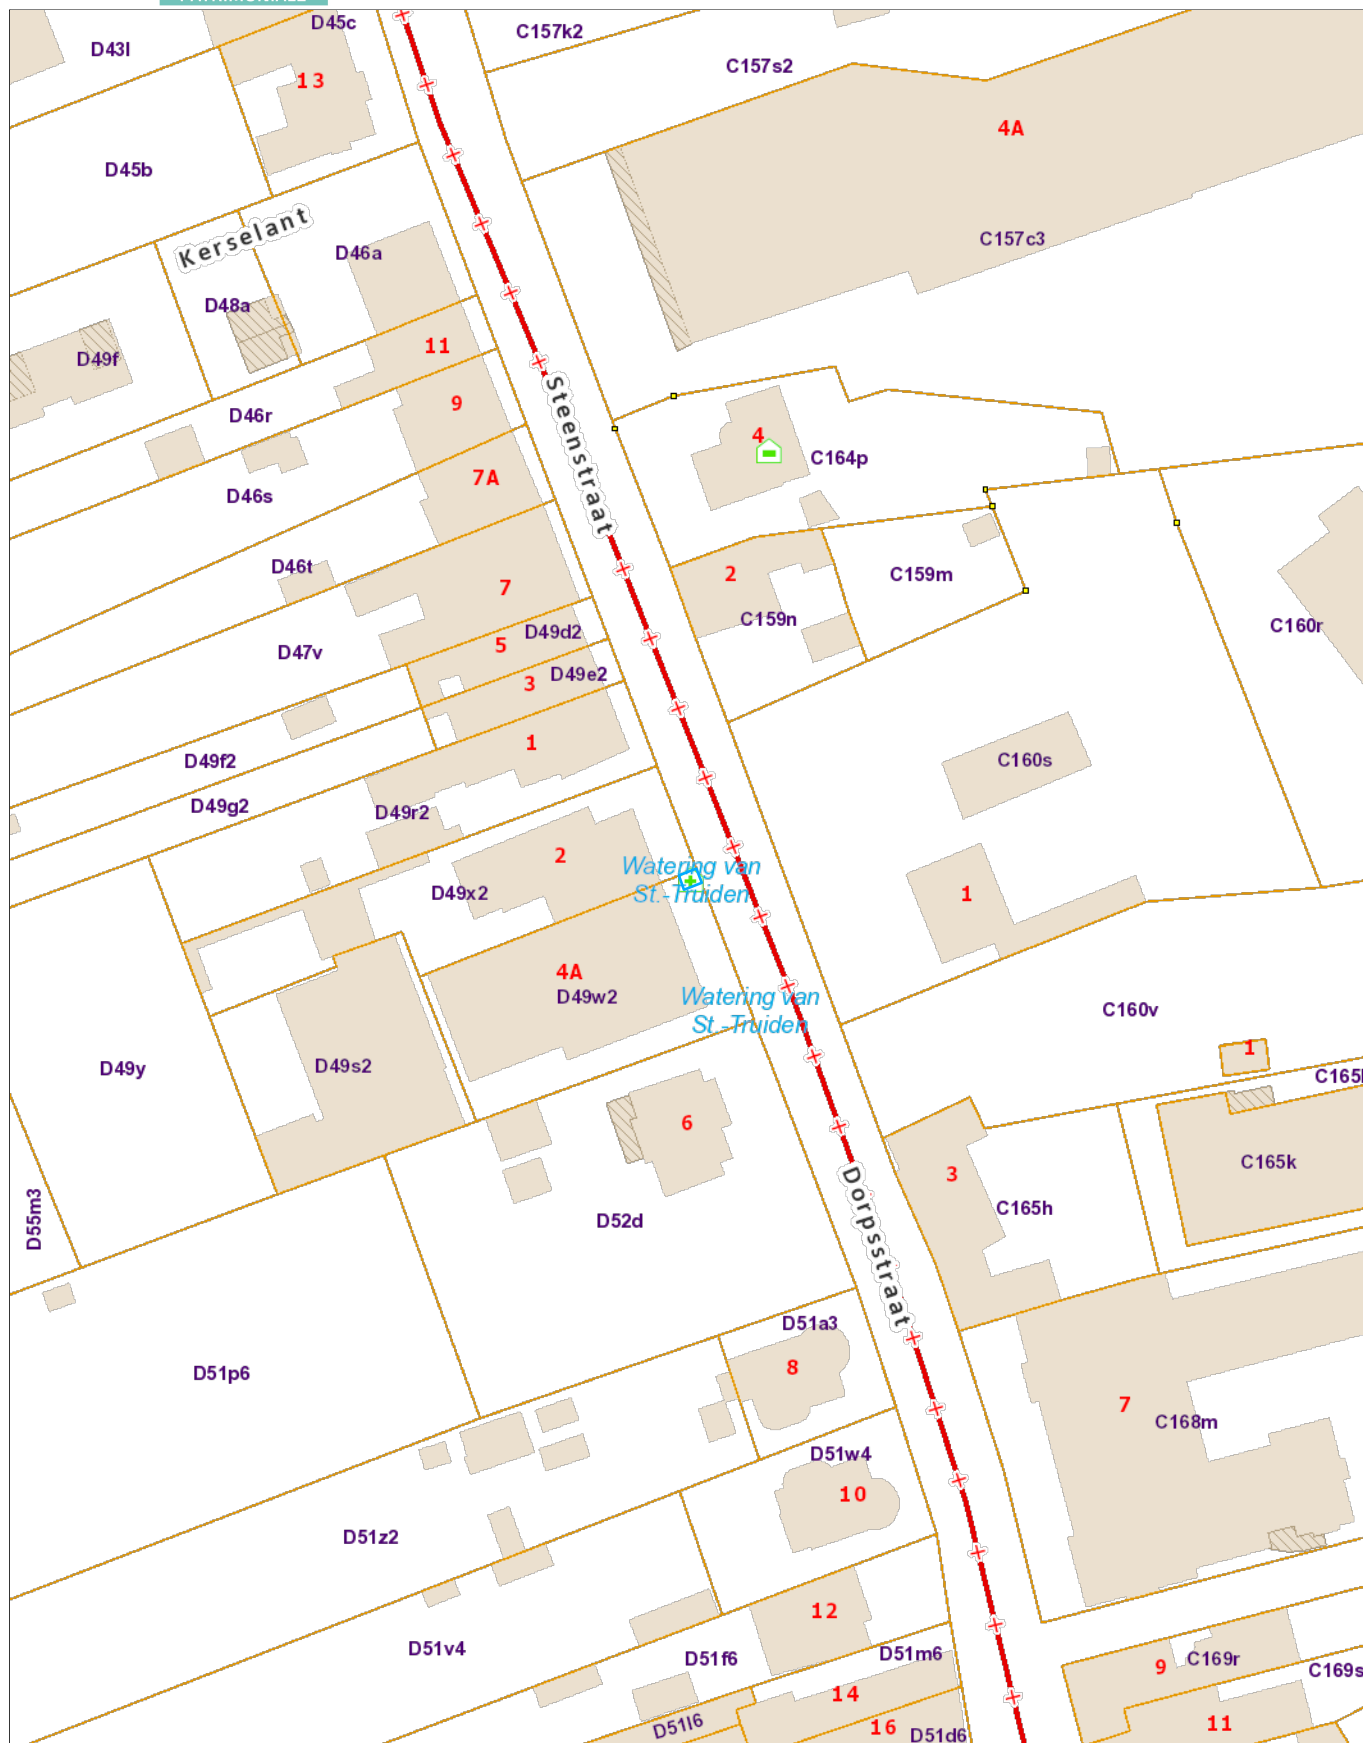 D45c
C157k2
D43l
C157s2
13
4A
D45b
Kerselant
C157c3
D46a
D48a
11
D49f
9
D46r
Steenstraat
4
C164p
7A
D46s
D46t
2
C159m
7
C159n
C160r
D49d2
5
D47v
D49e2
3
1
D49f2
C160s
D49g2
D49r2
2
Watering van
St.-Truiden
D49x2
1
4A
D49w2
Watering van
St.-Truiden
C160v
1
D49y
D49s2
6
C165k
3
D55m3
C165h
D52d
Dorpsstraat
D51a3
8
D51p6
7
C168m
D51w4
10
D51z2
12
D51v4
D51f6
D51m6
C169r
9
C169s
14
D51l6
16
D51d6
11